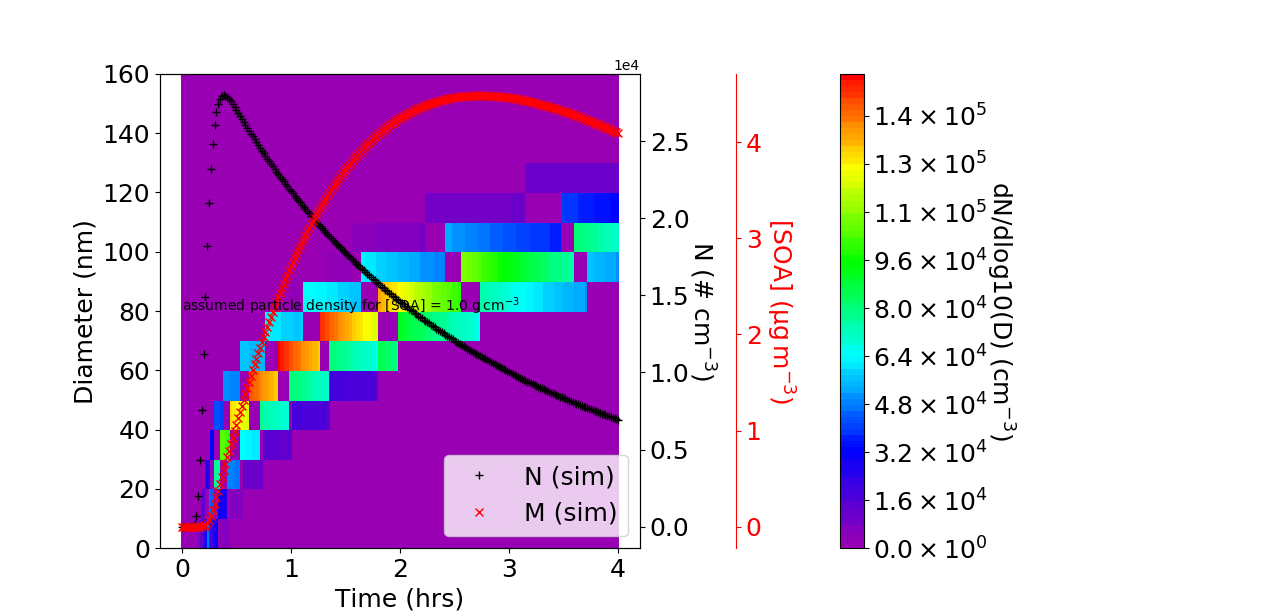 1e4
160
140
120
100
80
60
40
20
0
Diameter (nm)
0
1
2
3
4
Time (hrs)
assumed particle density for [SOA] = 1.0 g cm⁻³
N (sim)
M (sim)
2.5
2.0
1.5
1.0
0.5
0.0
N (# cm⁻³)
4
3
2
1
0
[SOA] (µg m⁻³)
1.4 × 10⁵
1.3 × 10⁵
1.1 × 10⁵
9.6 × 10⁴
8.0 × 10⁴
6.4 × 10⁴
4.8 × 10⁴
3.2 × 10⁴
1.6 × 10⁴
0.0 × 10⁰
dN/dlog10(D) (cm⁻³)